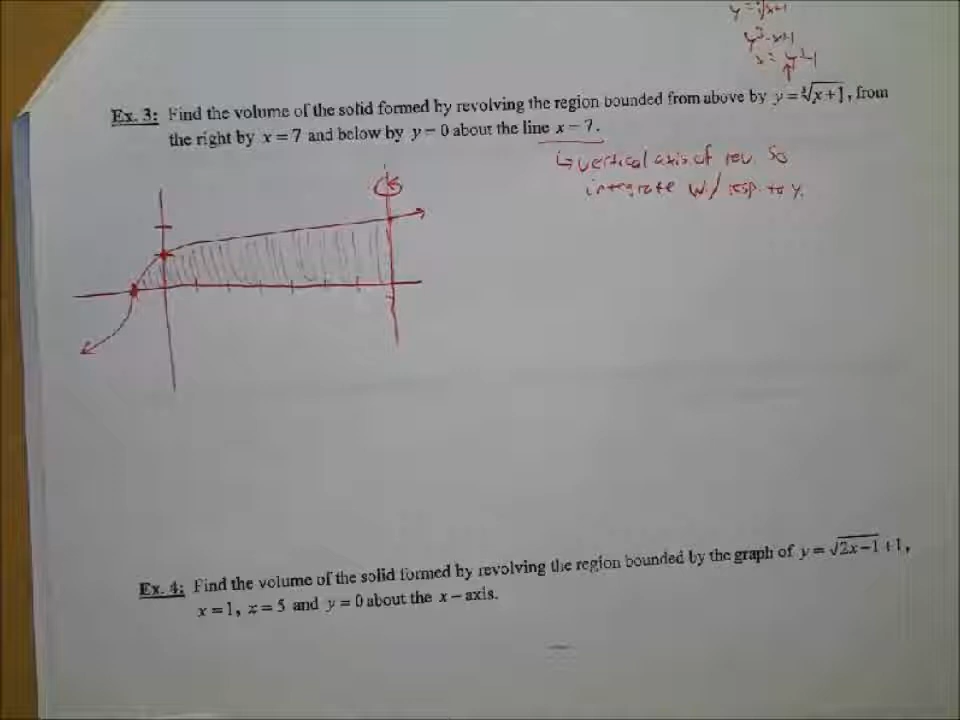 y = ∛x+1
y³ = x+1
x = y³-1
Ex. 3: Find the volume of the solid formed by revolving the region bounded from above by y = ∛x+1, from
the right by x = 7 and below by y = 0 about the line x = 7.
↳ vertical axis of rev. So
integrate w/ resp. to y.
Ex. 4: Find the volume of the solid formed by revolving the region bounded by the graph of y = √2x−1 +1,
x = 1, x = 5 and y = 0 about the x − axis.